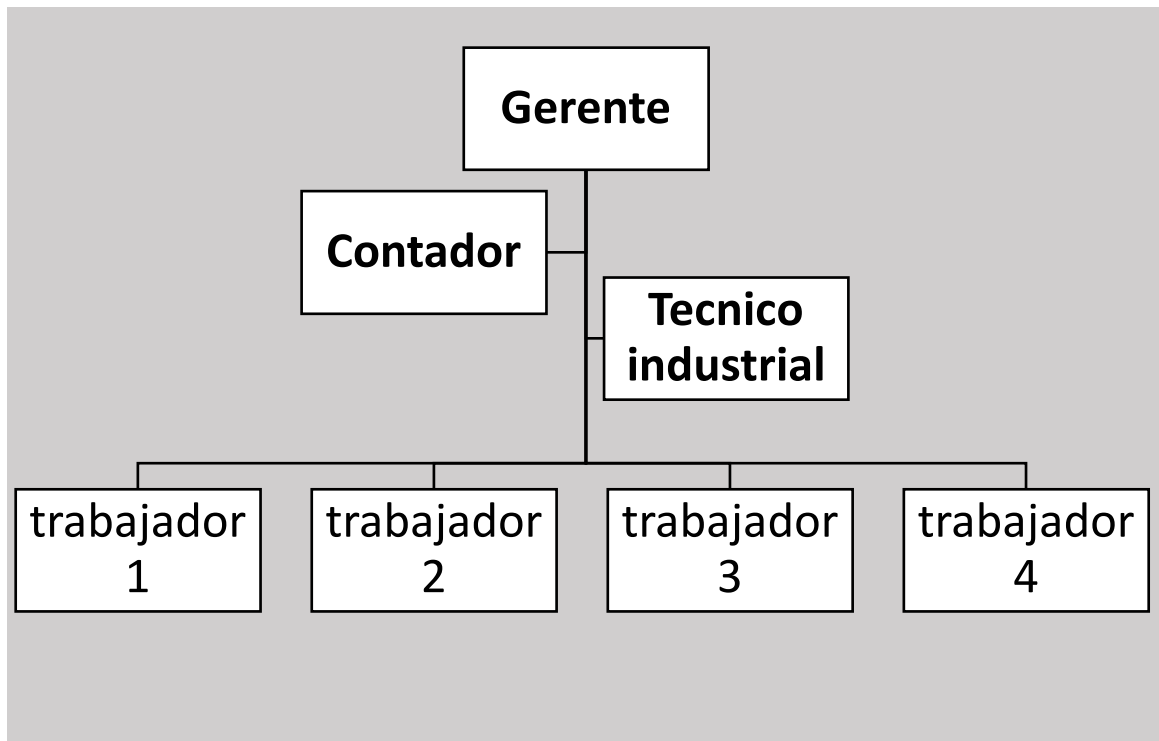 Gerente
Contador
Tecnico
industrial
trabajador
1
trabajador
2
trabajador
3
trabajador
4